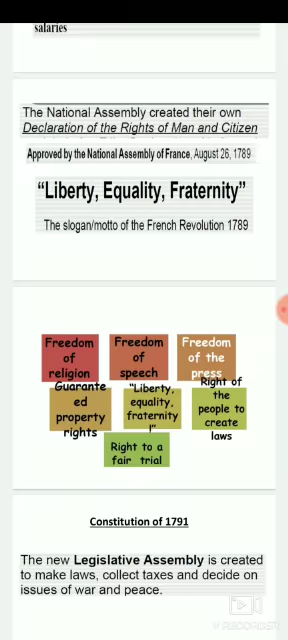 salaries
The National Assembly created their own
Declaration of the Rights of Man and Citizen
Approved by the National Assembly of France, August 26, 1789
“Liberty, Equality, Fraternity”
The slogan/motto of the French Revolution 1789
Freedom
of
religion
Freedom
of
speech
Freedom
of the
press
Guarante
ed
property
rights
“Liberty,
equality,
fraternity
!”
Right of
the
people to
create
laws
Right to a
fair trial
Constitution of 1791
The new Legislative Assembly is created
to make laws, collect taxes and decide on
issues of war and peace.
VIVAVIDEO